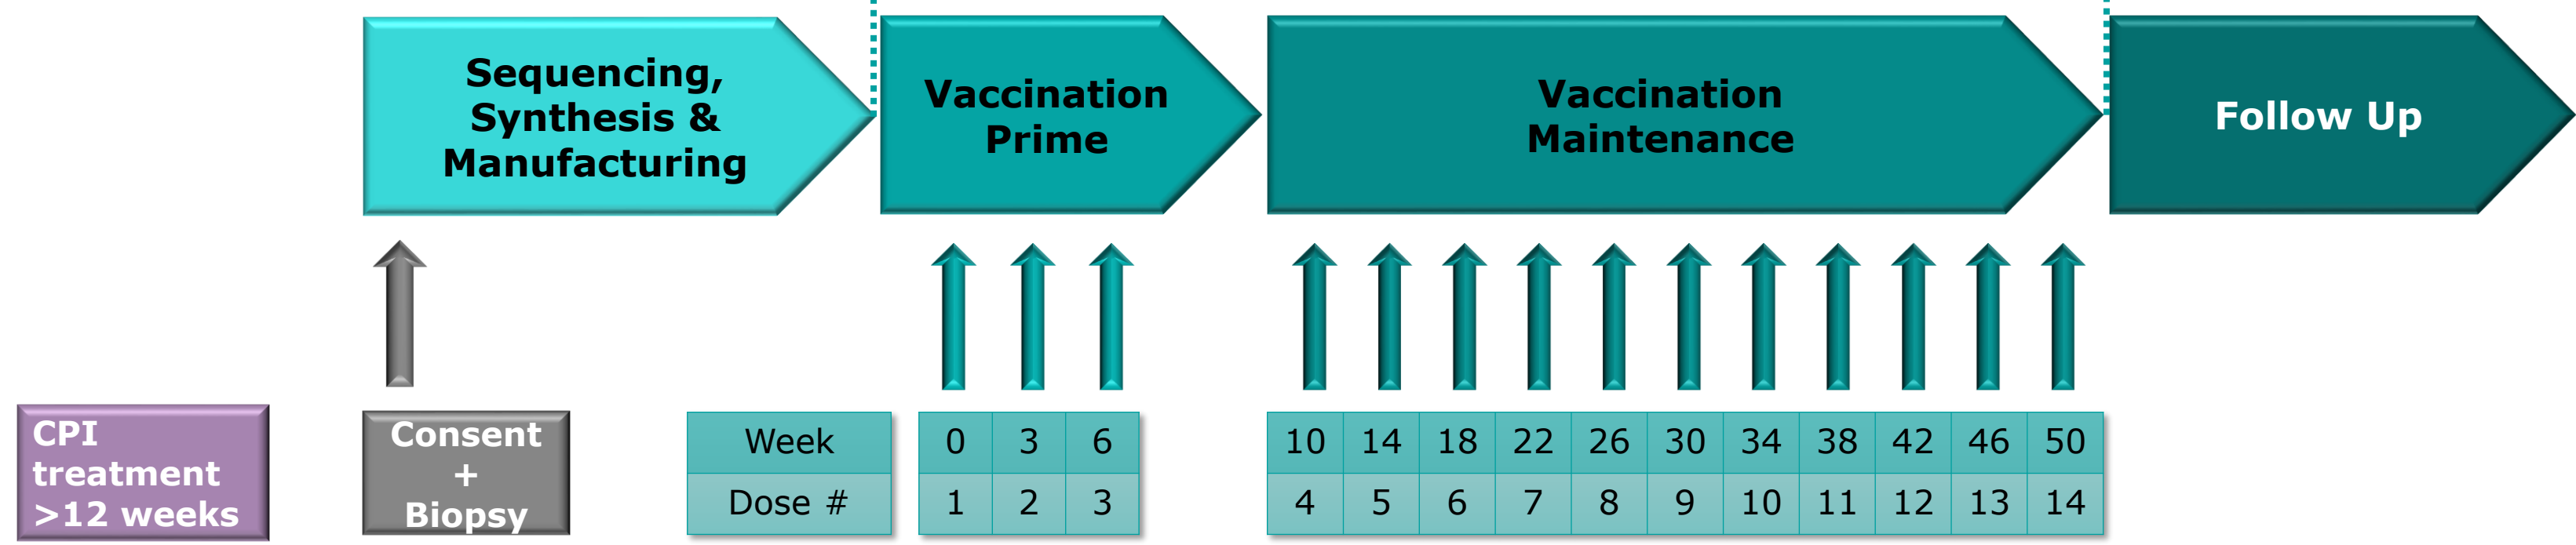 Sequencing,
Synthesis &
Manufacturing
Vaccination
Prime
Vaccination
Maintenance
Follow Up
CPI
treatment
>12 weeks
Consent
+
Biopsy
Week 0 3 6 10 14 18 22 26 30 34 38 42 46 50
Dose # 1 2 3 4 5 6 7 8 9 10 11 12 13 14